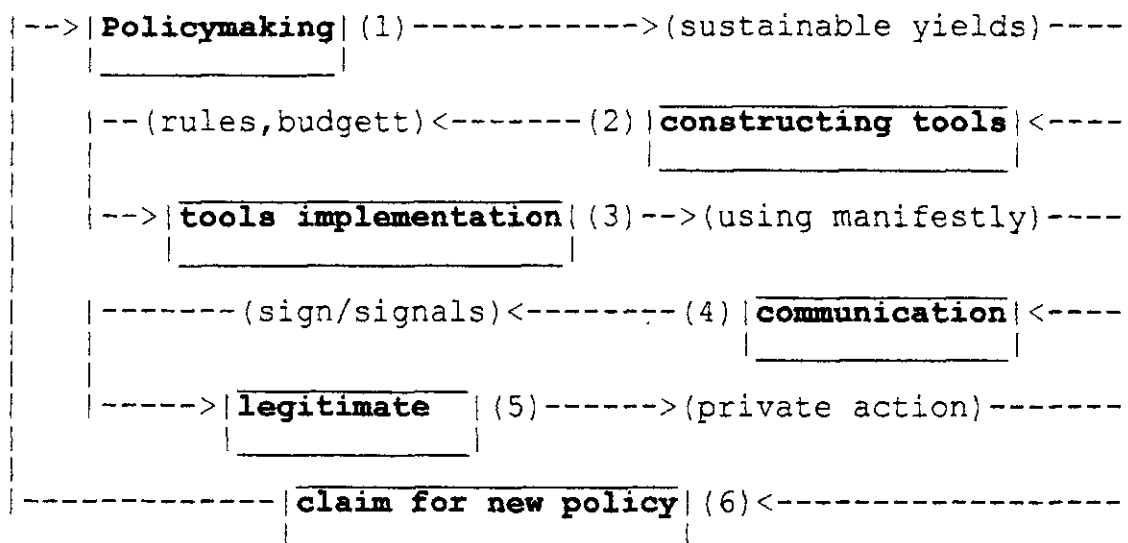 Policymaking (1) (sustainable yields)
(rules,budgett) (2) constructing tools
tools implementation (3) (using manifestly)
(sign/signals) (4) communication
legitimate (5) (private action)
claim for new policy (6)